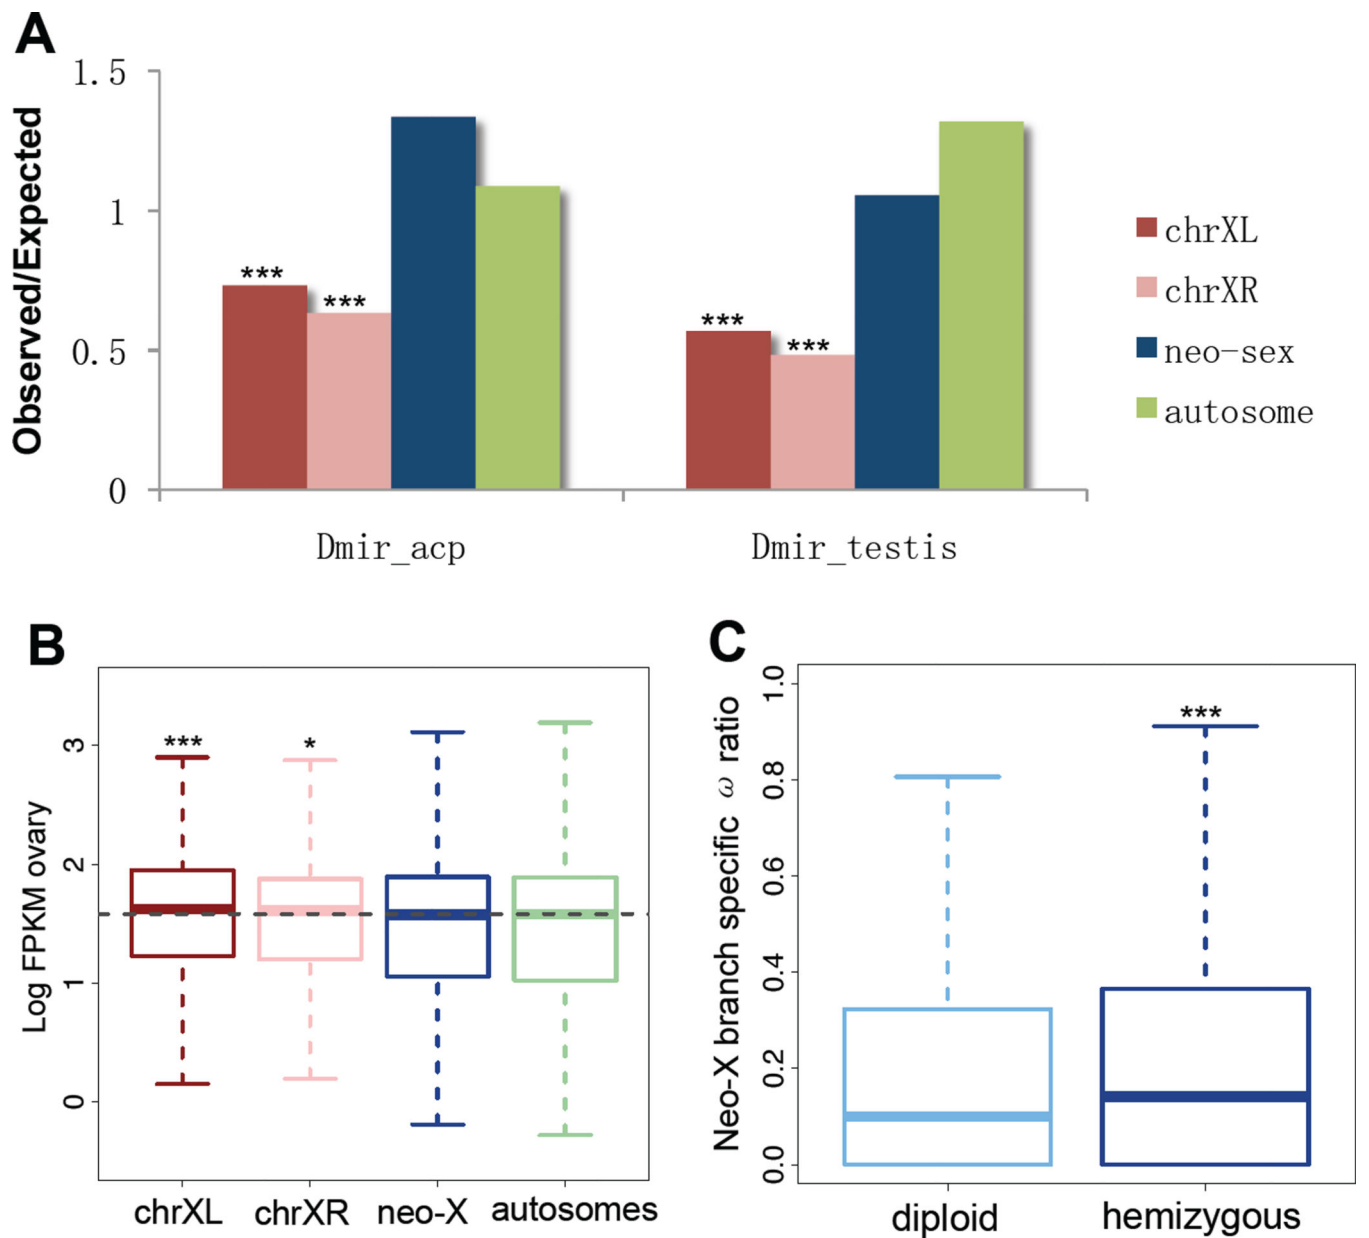 A
Observed/Expected
1.5
1
0.5
0
***
***
***
***
Dmir_acp
Dmir_testis
chrXL
chrXR
neo-sex
autosome
B
Log FPKM ovary
3
2
1
0
***
*
chrXL
chrXR
neo-X
autosomes
C
Neo-X branch specific ω ratio
1.0
0.8
0.6
0.4
0.2
0.0
***
diploid
hemizygous